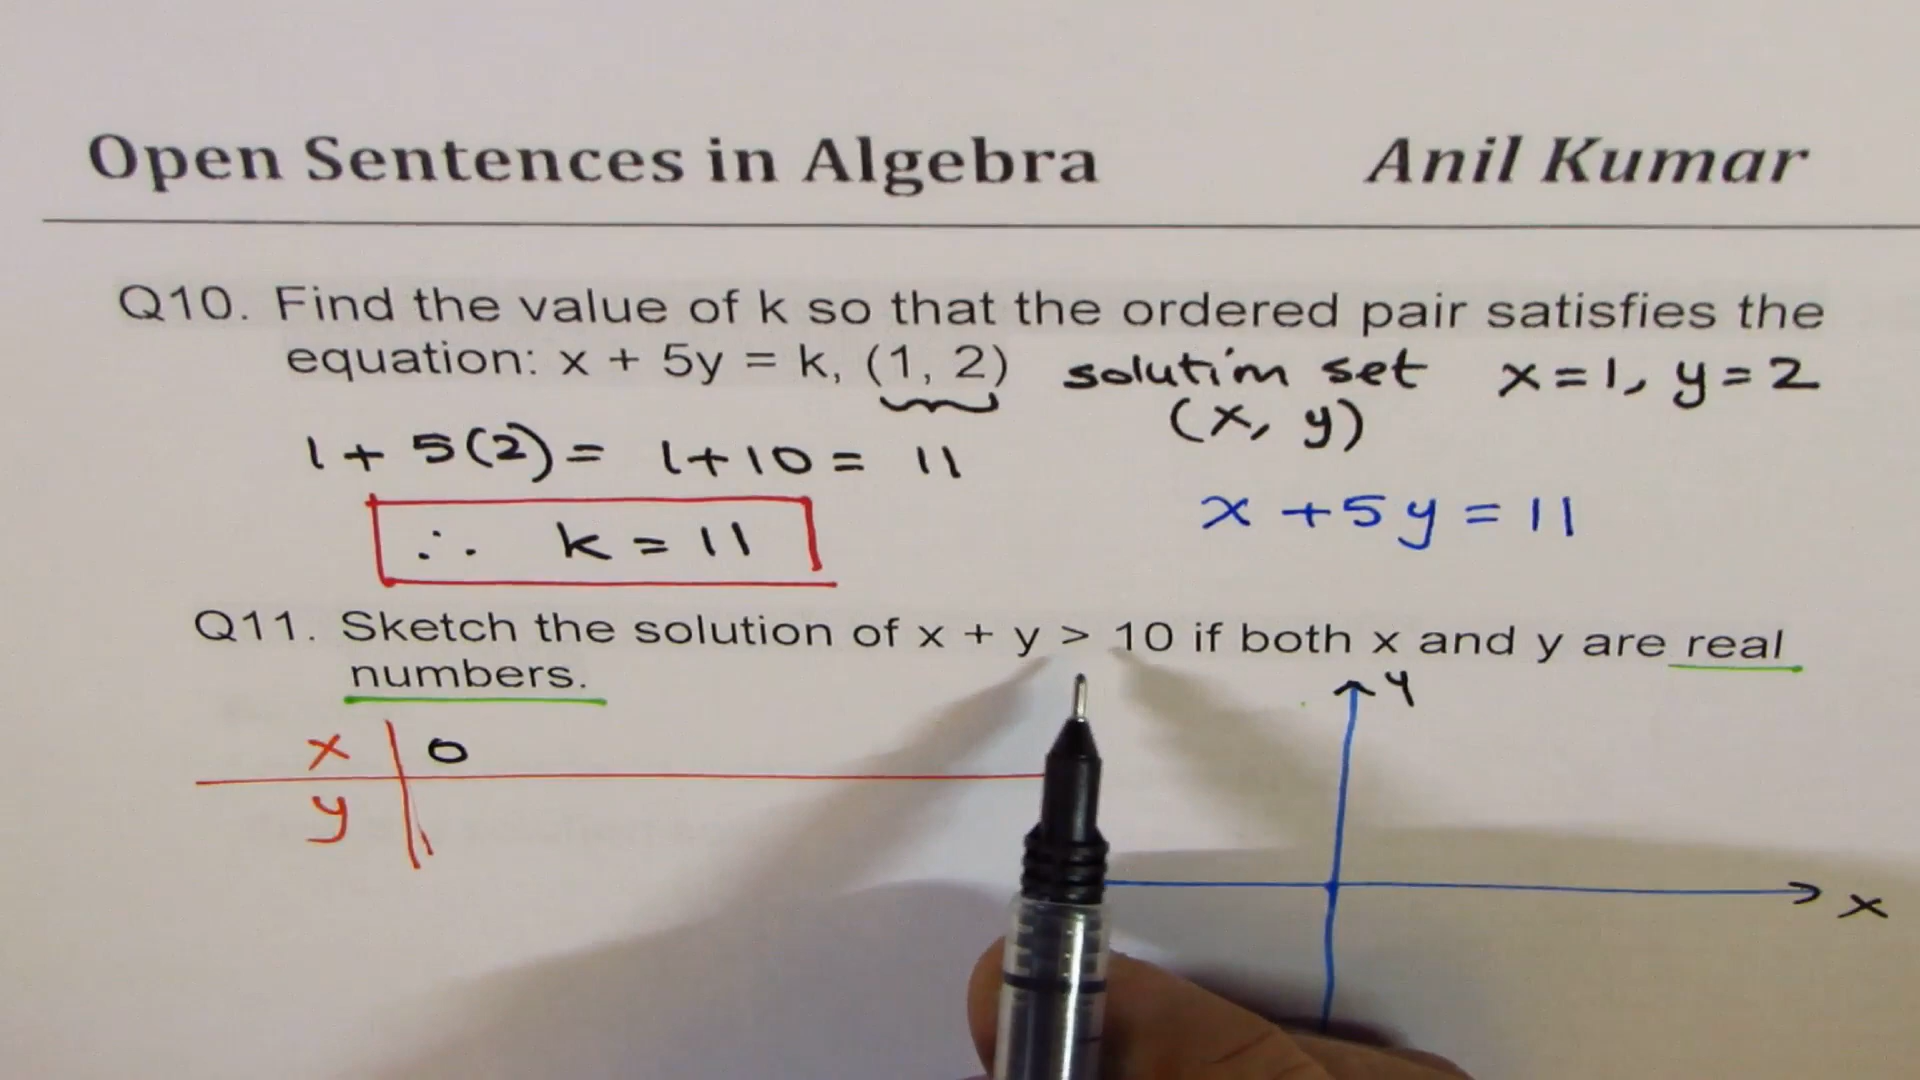 Open Sentences in Algebra Anil Kumar
Q10. Find the value of k so that the ordered pair satisfies the
equation: x + 5y = k, (1, 2) solution set x = 1, y = 2
(x, y)
1 + 5(2) = 1 + 10 = 11
x + 5y = 11
∴ k = 11
Q11. Sketch the solution of x + y > 10 if both x and y are real
numbers.
y
x 0
y
x